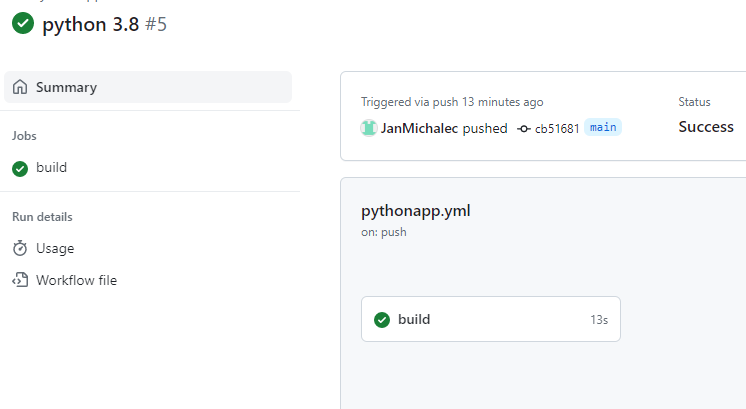 python 3.8 #5
Summary
Jobs
build
Run details
Usage
Workflow file
Triggered via push 13 minutes ago
JanMichalec pushed cb51681 main
Status
Success
pythonapp.yml
on: push
build 13s